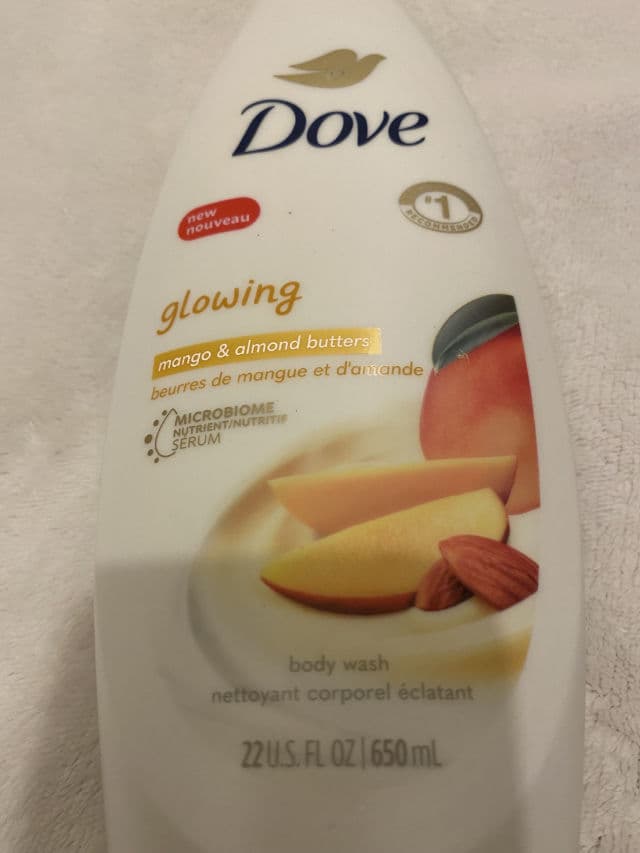 Dove
new
nouveau
#1
RECOMMENDED
glowing
mango & almond butters
beurres de mangue et d'amande
MICROBIOME
NUTRIENT/NUTRITIF
SÉRUM
body wash
nettoyant corporel éclatant
22 U.S. FL OZ | 650 mL